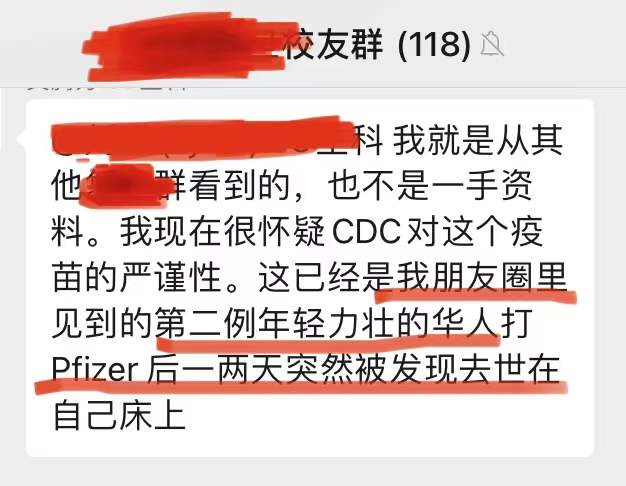 校友群 (118)
科 我就是从其
他群看到的，也不是一手资
料。我现在很怀疑CDC对这个疫
苗的严谨性。这已经是我朋友圈里
见到的第二例年轻力壮的华人打
Pfizer 后一两天突然被发现去世在
自己床上